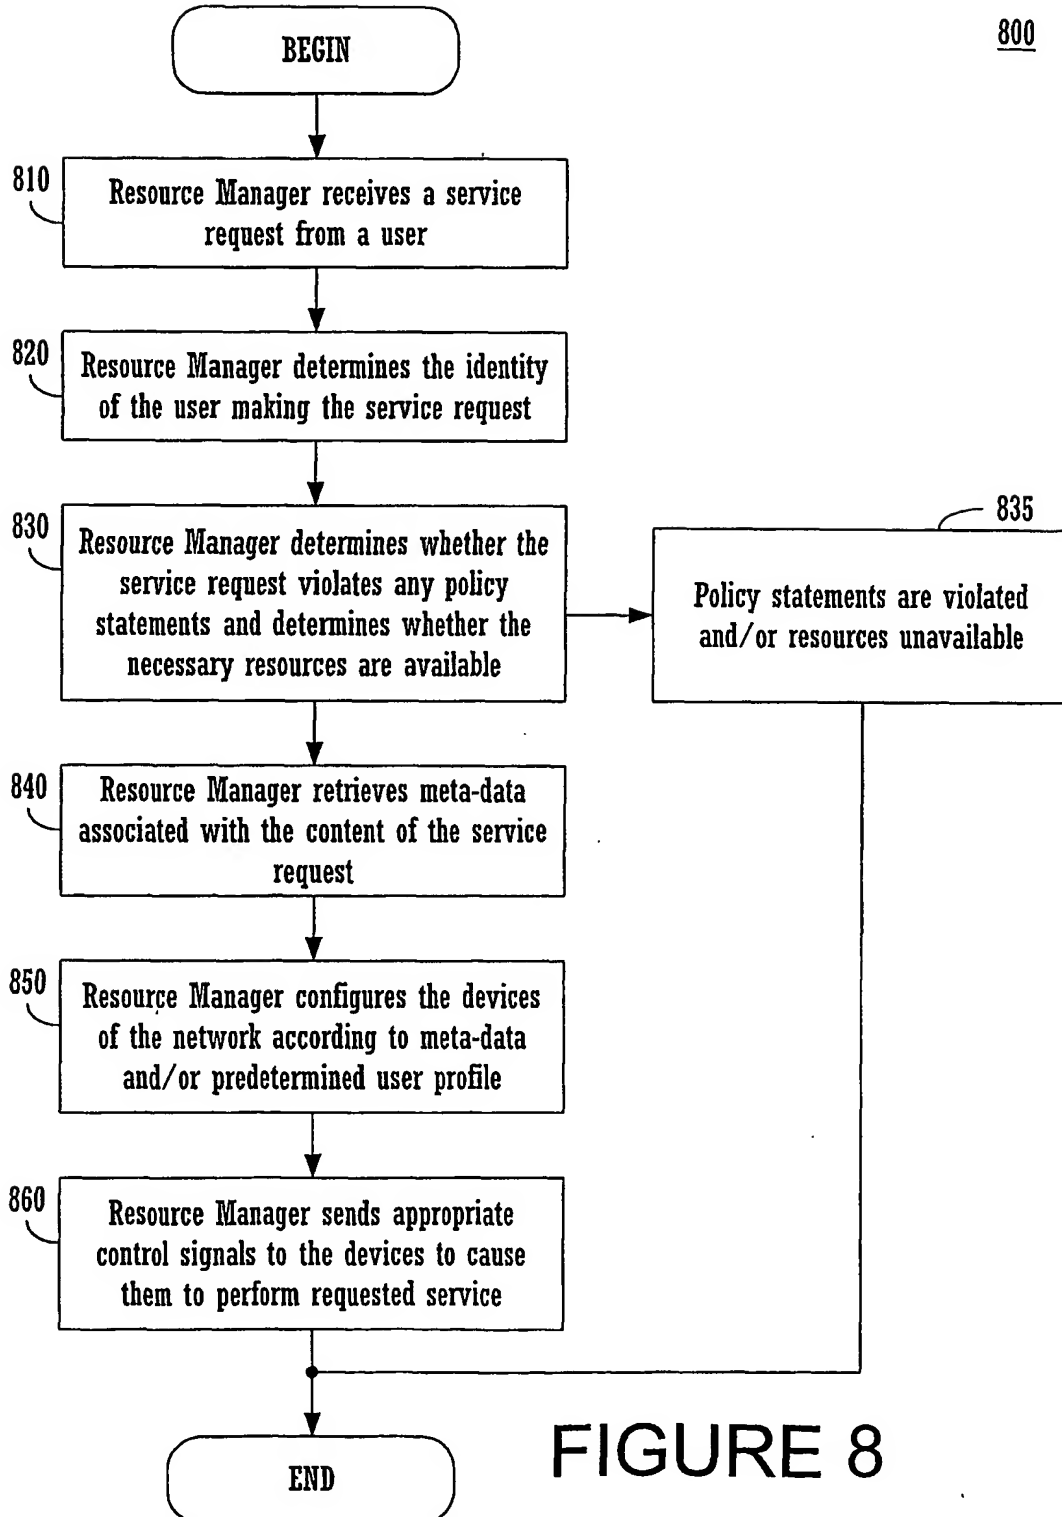 800
BEGIN
810
Resource Manager receives a service
request from a user
820
Resource Manager determines the identity
of the user making the service request
830
Resource Manager determines whether the
service request violates any policy
statements and determines whether the
necessary resources are available
835
Policy statements are violated
and/or resources unavailable
840
Resource Manager retrieves meta-data
associated with the content of the service
request
850
Resource Manager configures the devices
of the network according to meta-data
and/or predetermined user profile
860
Resource Manager sends appropriate
control signals to the devices to cause
them to perform requested service
END
FIGURE 8